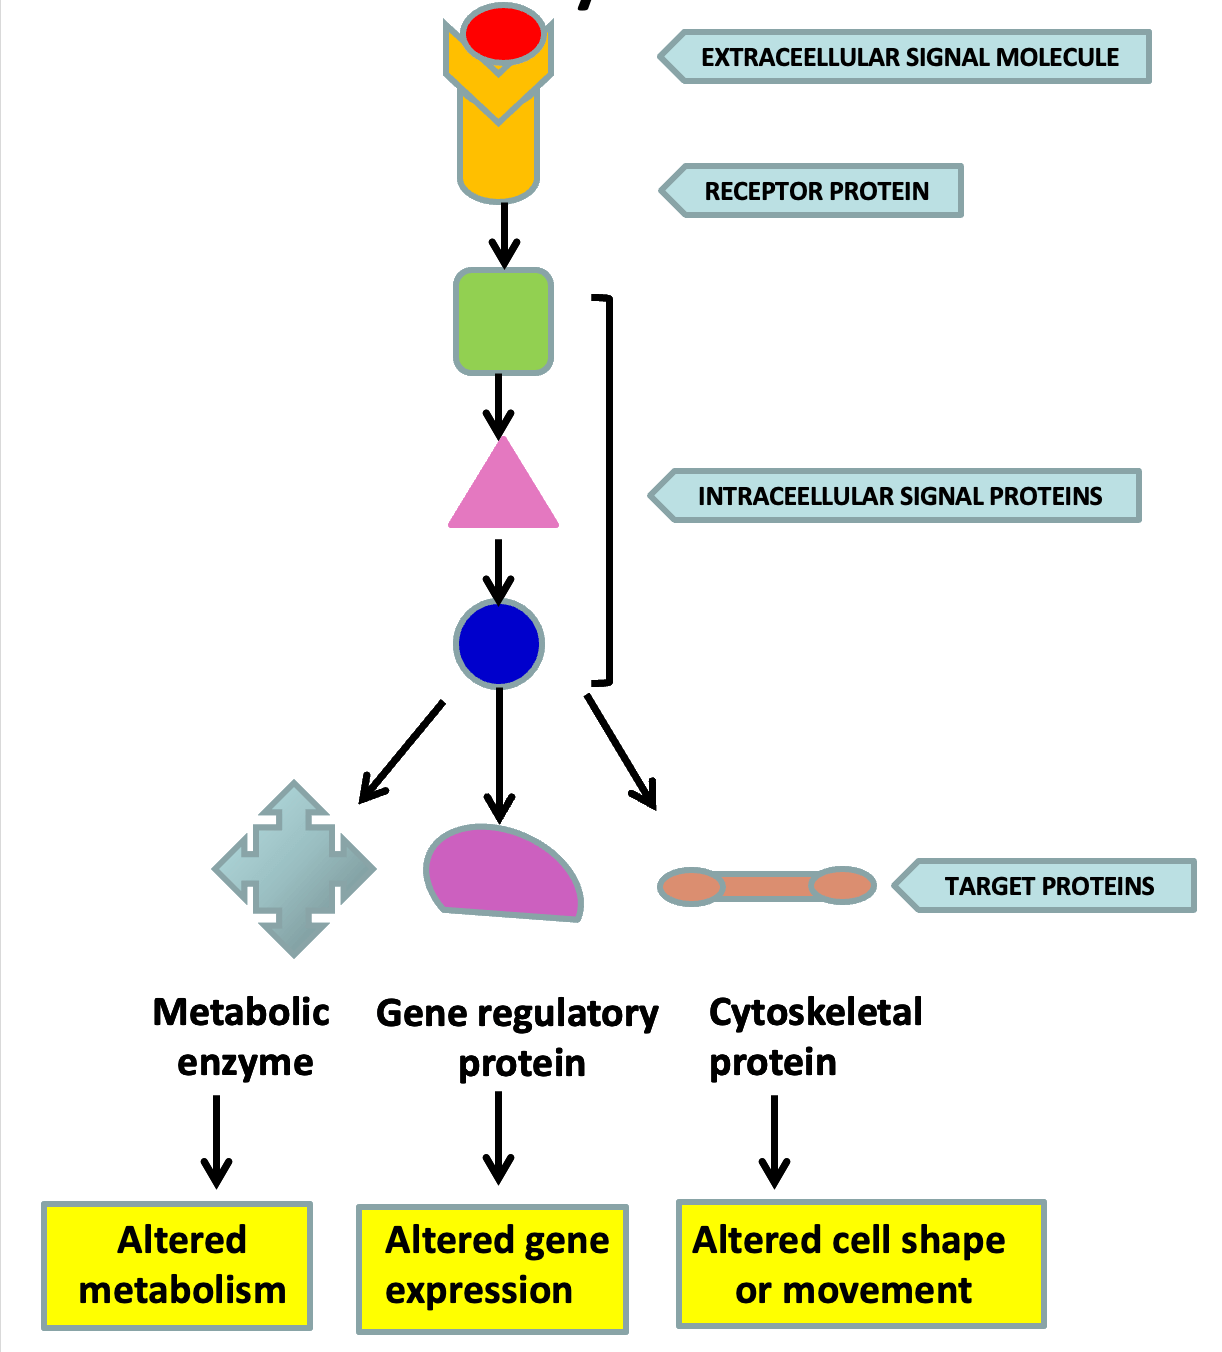 EXTRACEELLULAR SIGNAL MOLECULE
RECEPTOR PROTEIN
INTRACEELLULAR SIGNAL PROTEINS
TARGET PROTEINS
Metabolic
enzyme
Gene regulatory
protein
Cytoskeletal
protein
Altered
metabolism
Altered gene
expression
Altered cell shape
or movement